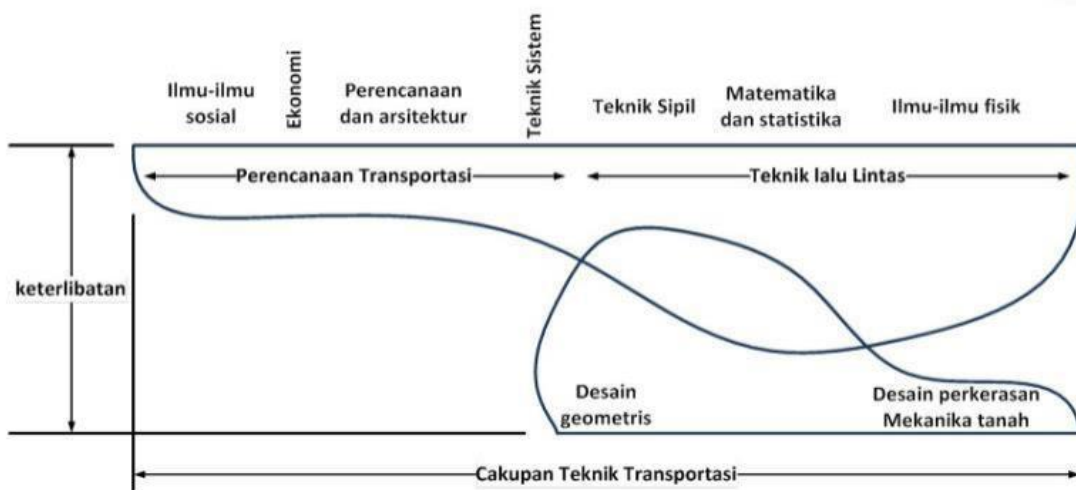 Ilmu-ilmu
sosial
Ekonomi
Perencanaan
dan arsitektur
Teknik Sistem
Teknik Sipil
Matematika
dan statistika
Ilmu-ilmu fisik
Perencanaan Transportasi
Teknik lalu Lintas
keterlibatan
Desain
geometris
Desain perkerasan
Mekanika tanah
Cakupan Teknik Transportasi